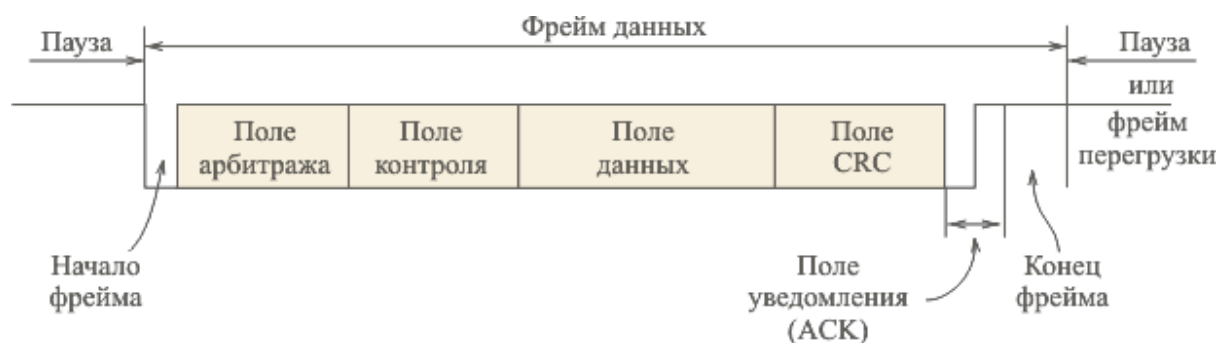 Фрейм данных
Пауза
Пауза
или
фрейм
перегрузки
Поле
арбитража
Поле
контроля
Поле
данных
Поле
CRC
Начало
фрейма
Поле
уведомления
(ACK)
Конец
фрейма